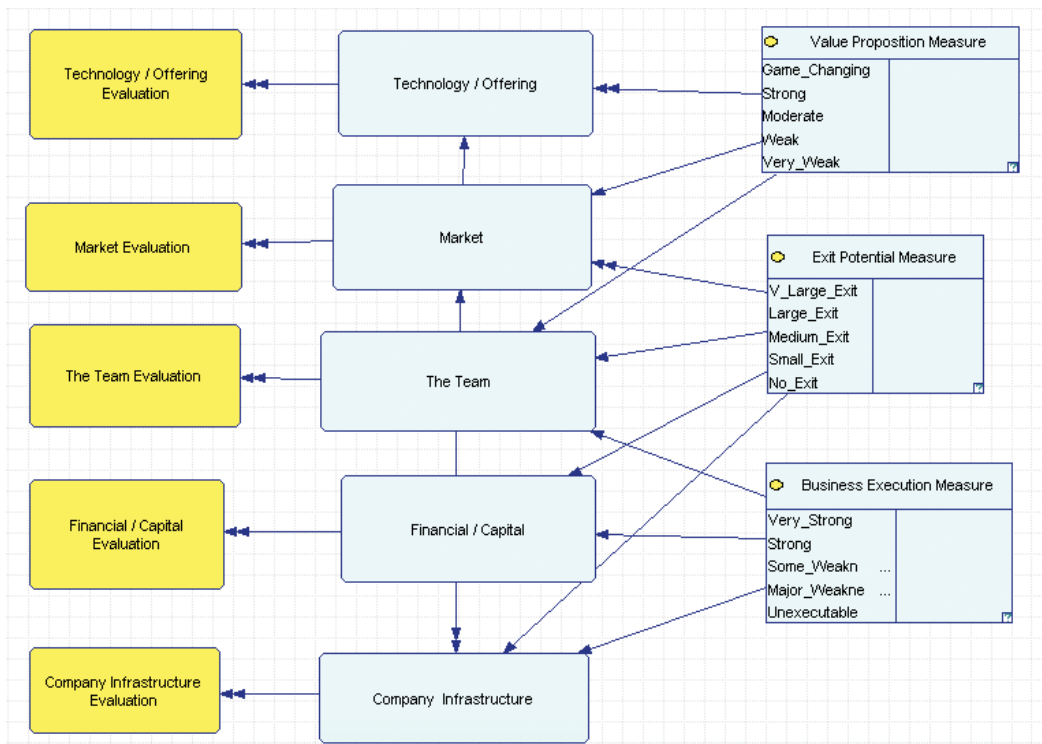 Technology / Offering
Evaluation
Technology / Offering
Value Proposition Measure
Game_Changing
Strong
Moderate
Weak
Very_Weak
Market Evaluation
Market
Exit Potential Measure
V_Large_Exit
Large_Exit
Medium_Exit
Small_Exit
No_Exit
The Team Evaluation
The Team
Financial / Capital
Evaluation
Financial / Capital
Business Execution Measure
Very_Strong
Strong
Some_Weakn ...
Major_Weakne ...
Unexecutable
Company Infrastructure
Evaluation
Company Infrastructure